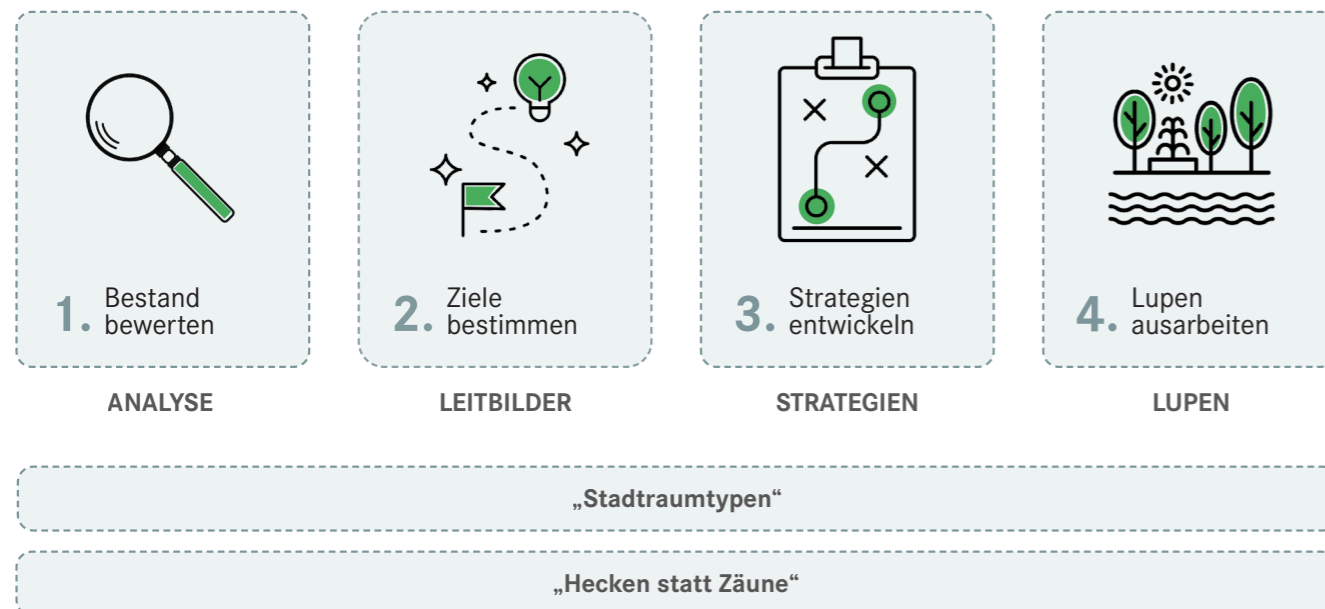 1. Bestand
bewerten
2. Ziele
bestimmen
3. Strategien
entwickeln
4. Lupen
ausarbeiten
ANALYSE
LEITBILDER
STRATEGIEN
LUPEN
„Stadtraumtypen“
„Hecken statt Zäune“